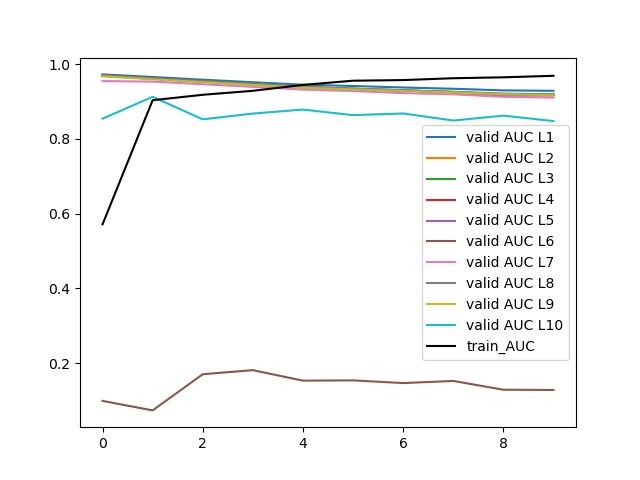 1.0
0.8
0.6
0.4
0.2
0 2 4 6 8
valid AUC L1
valid AUC L2
valid AUC L3
valid AUC L4
valid AUC L5
valid AUC L6
valid AUC L7
valid AUC L8
valid AUC L9
valid AUC L10
train_AUC